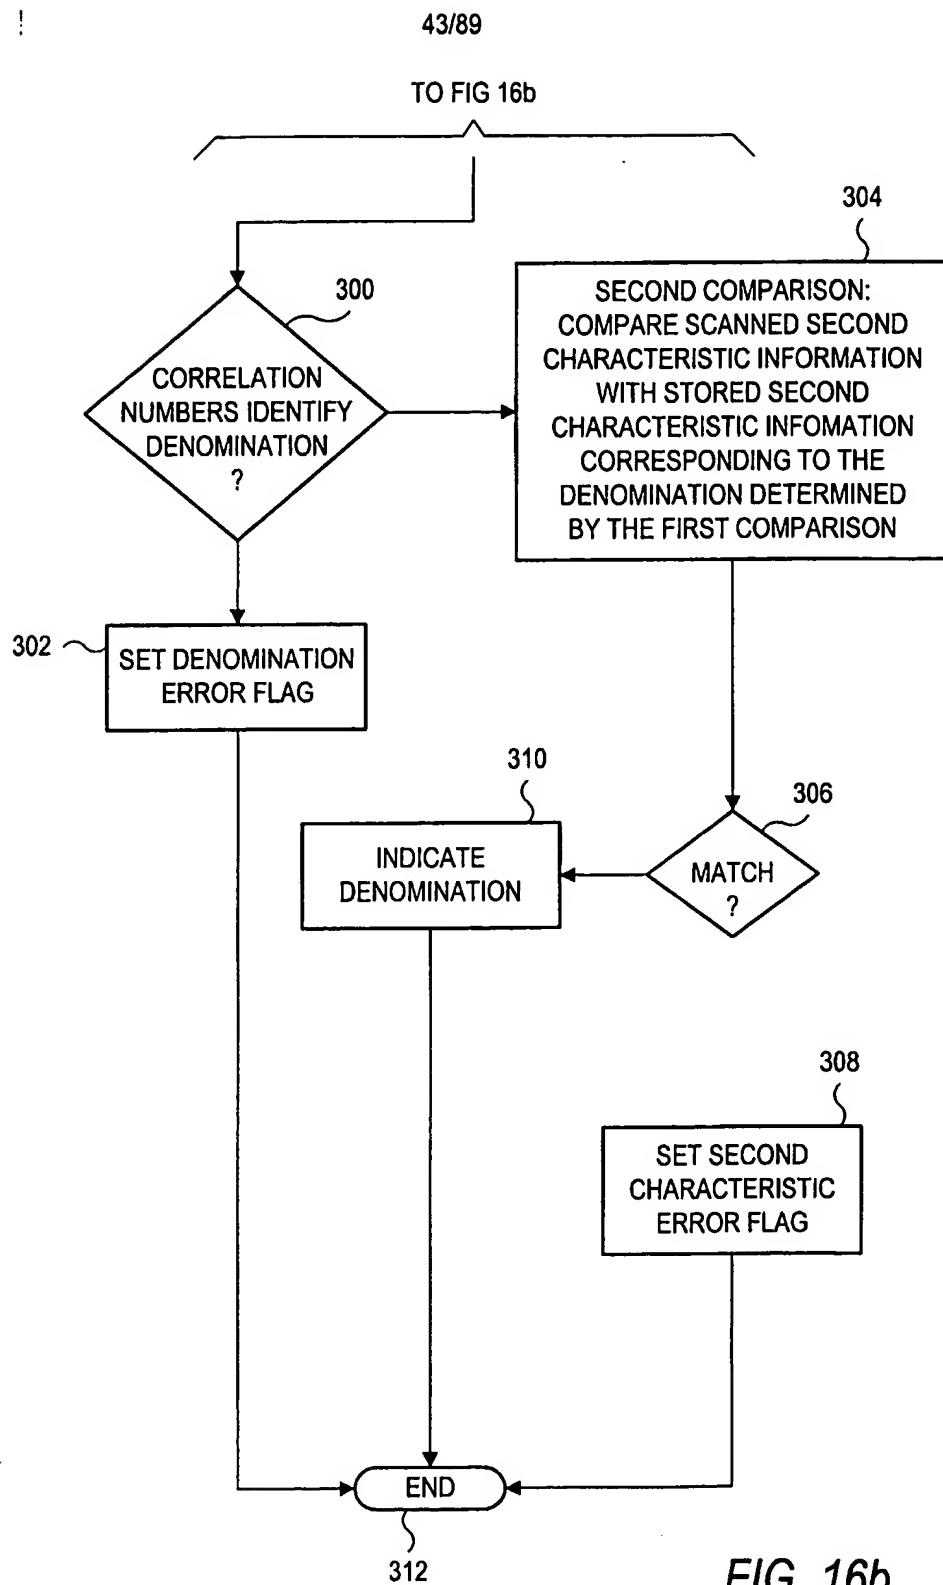 43/89
TO FIG 16b
304
300
SECOND COMPARISON:
COMPARE SCANNED SECOND
CHARACTERISTIC INFORMATION
WITH STORED SECOND
CHARACTERISTIC INFOMATION
CORRESPONDING TO THE
DENOMINATION DETERMINED
BY THE FIRST COMPARISON
CORRELATION
NUMBERS IDENTIFY
DENOMINATION
?
302
SET DENOMINATION
ERROR FLAG
310
306
INDICATE
DENOMINATION
MATCH
?
308
SET SECOND
CHARACTERISTIC
ERROR FLAG
END
312
FIG. 16b